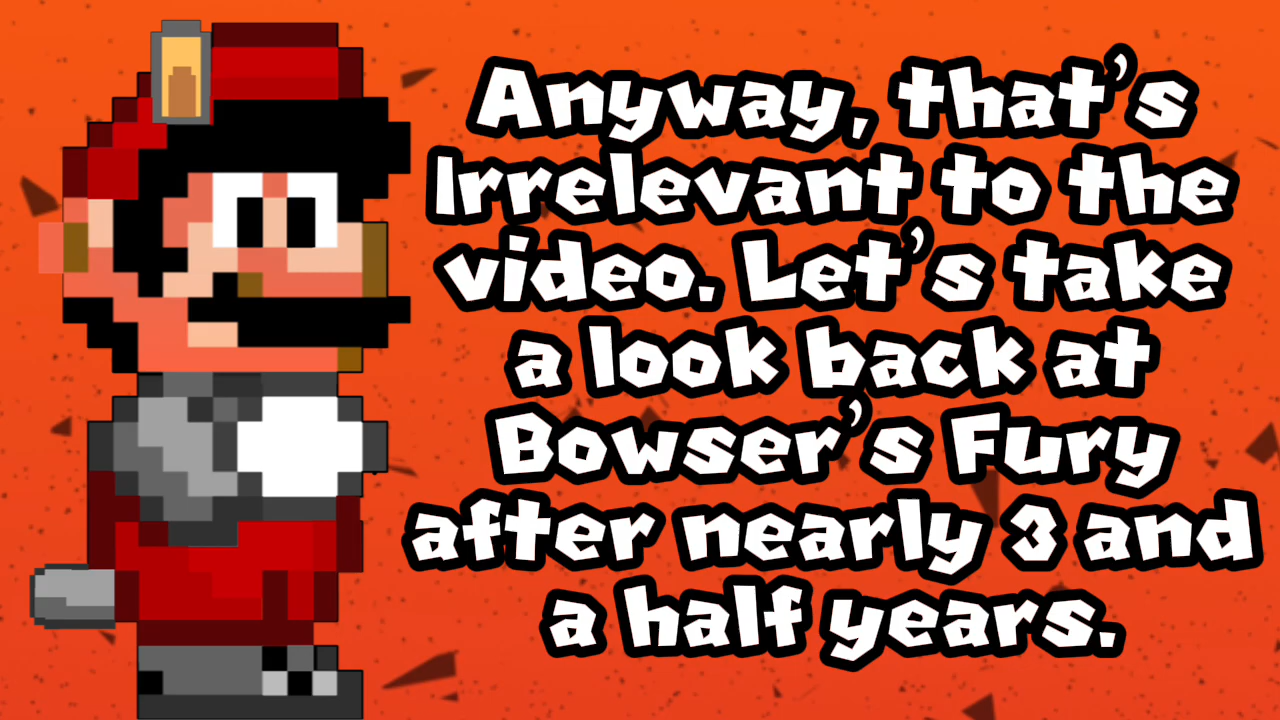 Anyway, that's
Irrelevant to the
video. Let's take
a look back at
Bowser's Fury
after nearly 3 and
a half years.